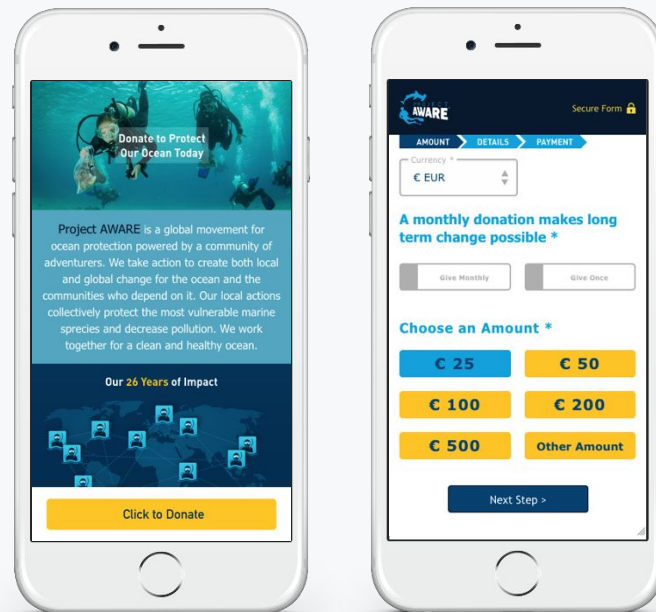 Donate to Protect
Our Ocean Today
Project AWARE is a global movement for
ocean protection powered by a community of
adventurers. We take action to create both local
and global change for the ocean and the
communities who depend on it. Our local actions
collectively protect the most vulnerable marine
sprecies and decrease pollution. We work
together for a clean and healthy ocean.
Our 26 Years of Impact
Click to Donate
PROJECT
AWARE
Secure Form
AMOUNT DETAILS PAYMENT
Currency *
€ EUR
A monthly donation makes long
term change possible *
Give Monthly Give Once
Choose an Amount *
€ 25 € 50
€ 100 € 200
€ 500 Other Amount
Next Step >